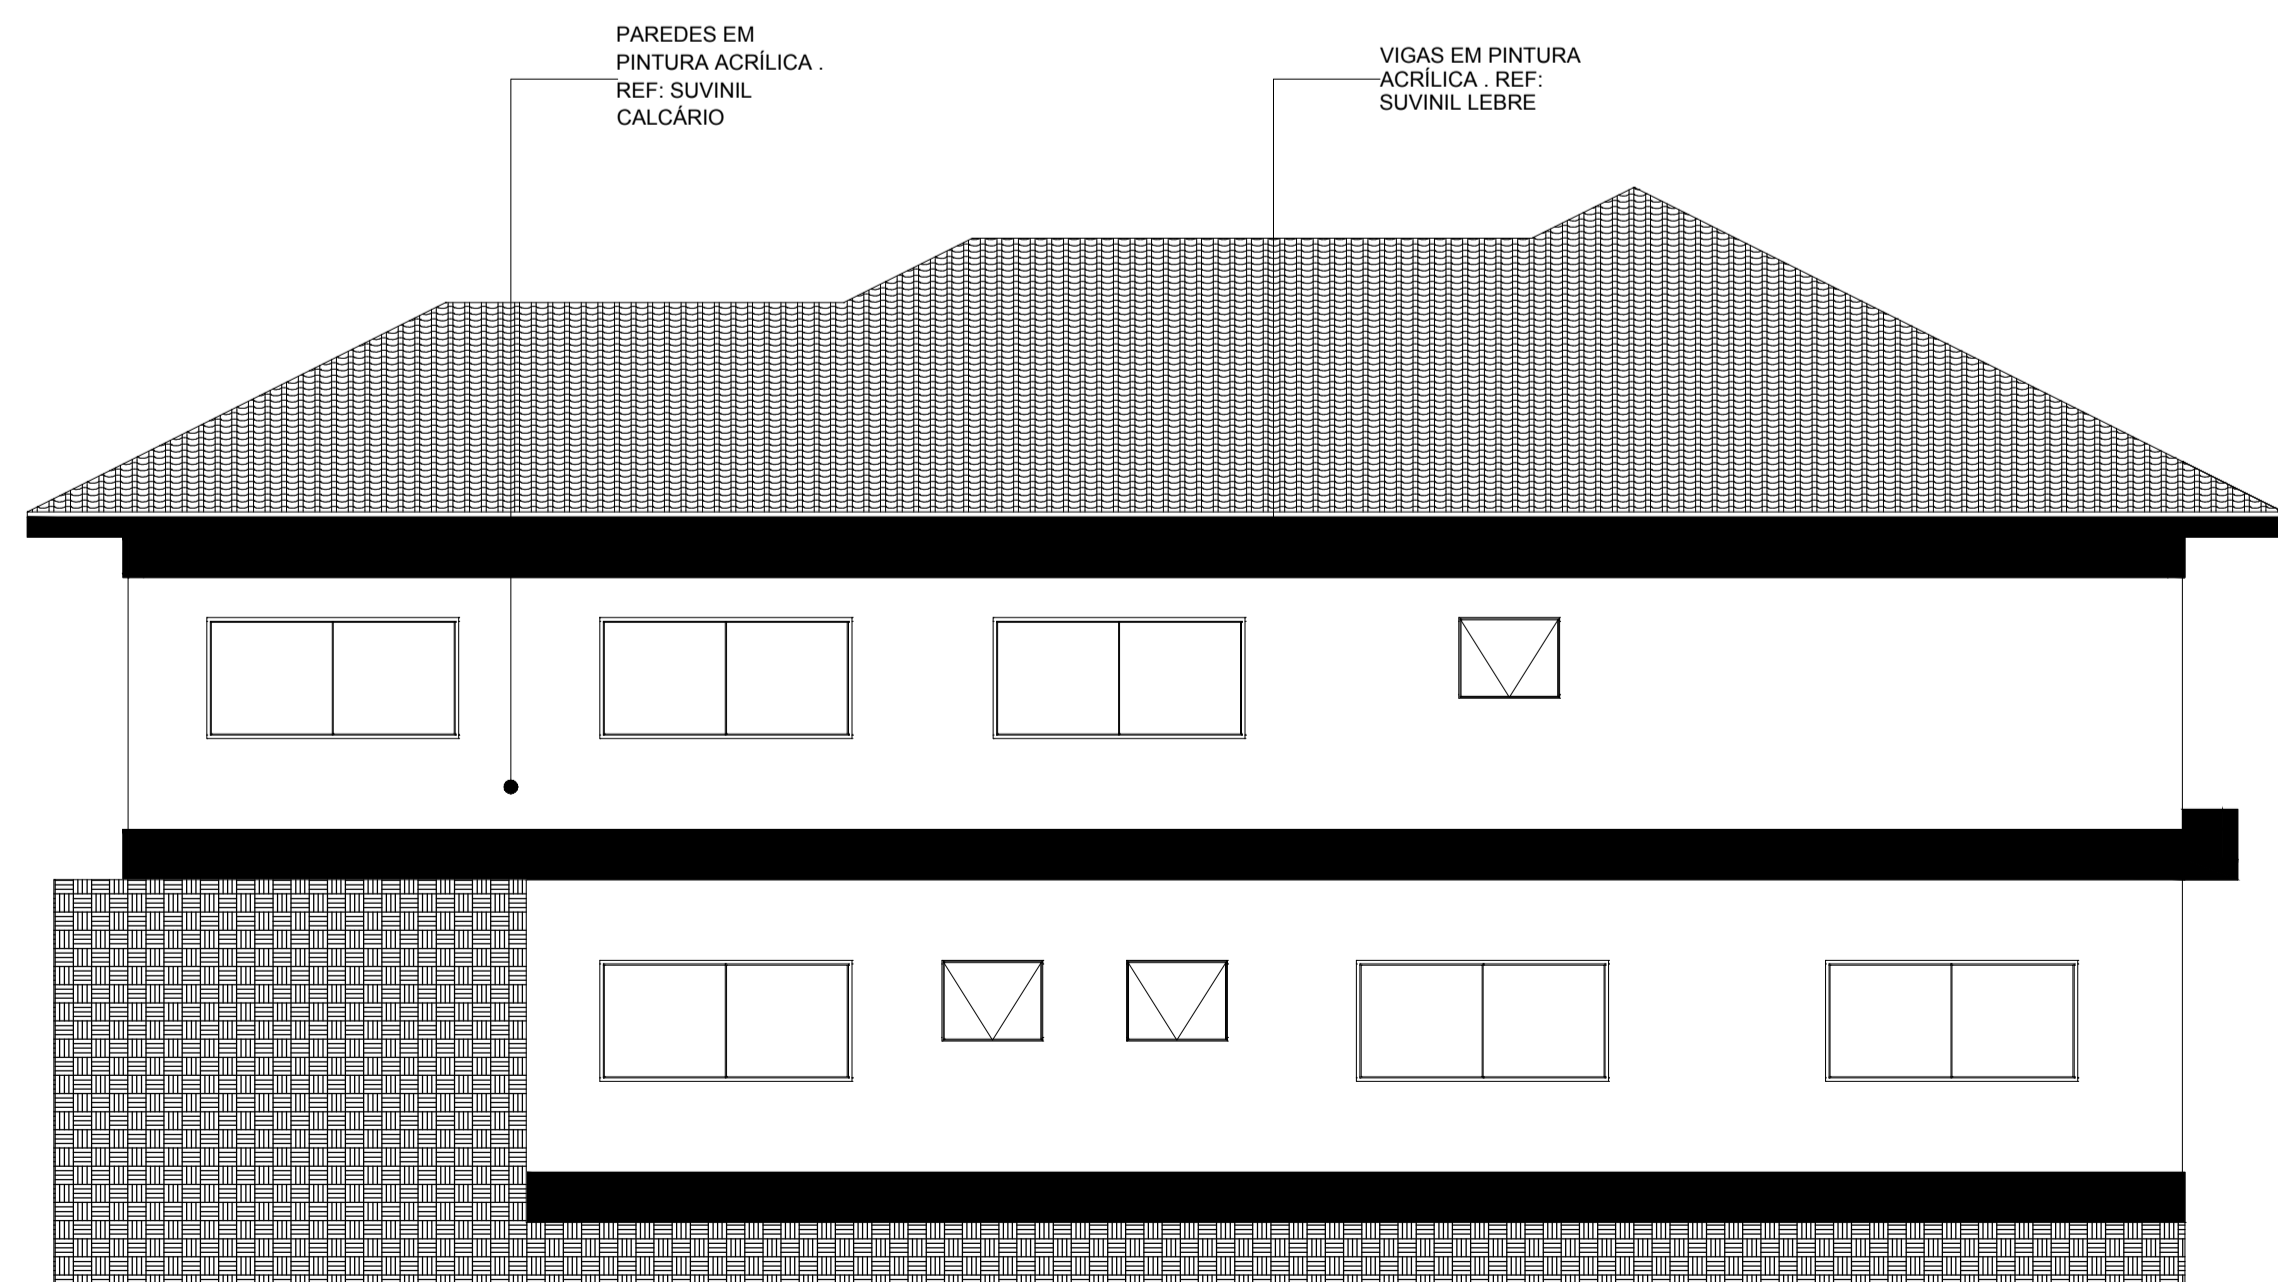 PAREDES EM
PINTURA ACRÍLICA .
REF: SUVINIL
CALCÁRIO
VIGAS EM PINTURA
ACRÍLICA . REF:
SUVINIL LEBRE